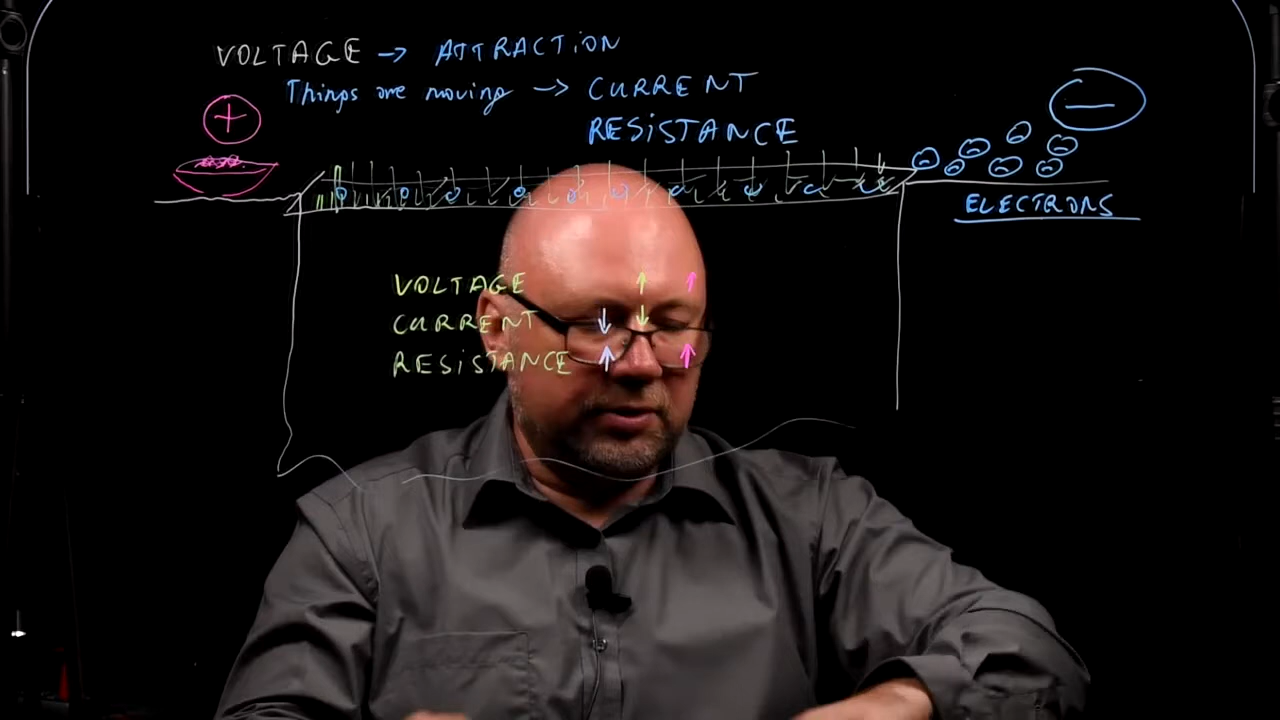 VOLTAGE → ATTRACTION
Things are moving → CURRENT
RESISTANCE
+
−
ELECTRONS
VOLTAGE ↑ ↑
CURRENT ↓ ↓
RESISTANCE ↑ ↑